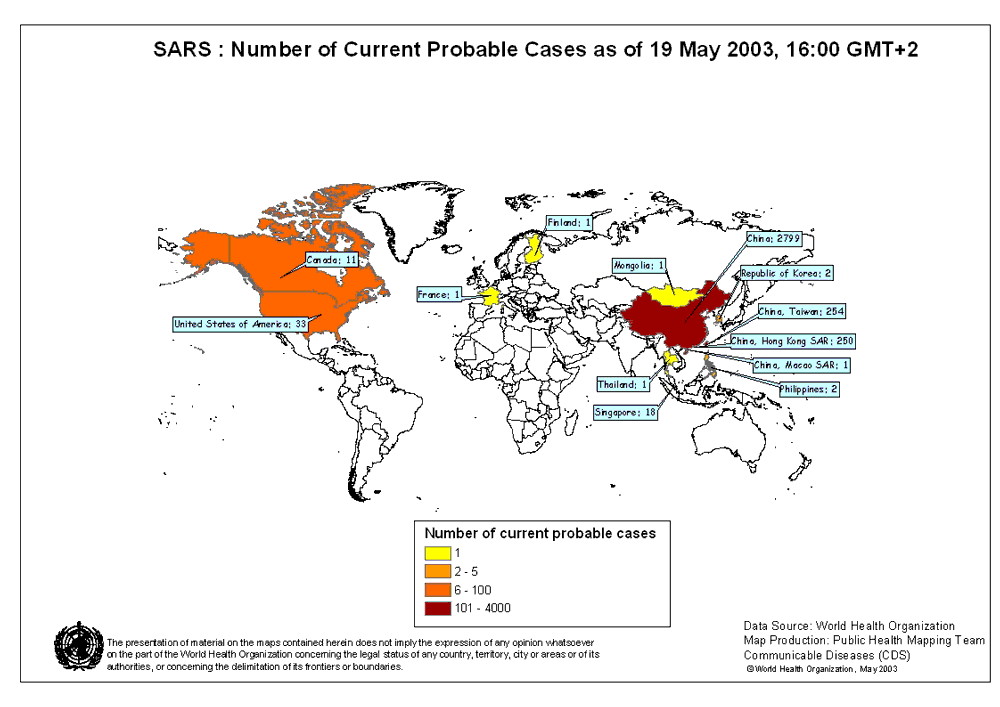 SARS : Number of Current Probable Cases as of 19 May 2003, 16:00 GMT+2
Finland; 1
China; 2799
Canada; 11
Mongolia; 1
Republic of Korea; 2
France; 1
China, Taiwan; 254
United States of America; 33
China, Hong Kong SAR; 250
China, Macao SAR; 1
Thailand; 1
Philippines; 2
Singapore; 18
Number of current probable cases
1
2 - 5
6 - 100
101 - 4000
The presentation of material on the maps contained herein does not imply the expression of any opinion whatsoever
on the part of the World Health Organization concerning the legal status of any country, territory, city or areas or of its
authorities, or concerning the delimitation of its frontiers or boundaries.
Data Source: World Health Organization
Map Production: Public Health Mapping Team
Communicable Diseases (CDS)
© World Health Organization, May 2003